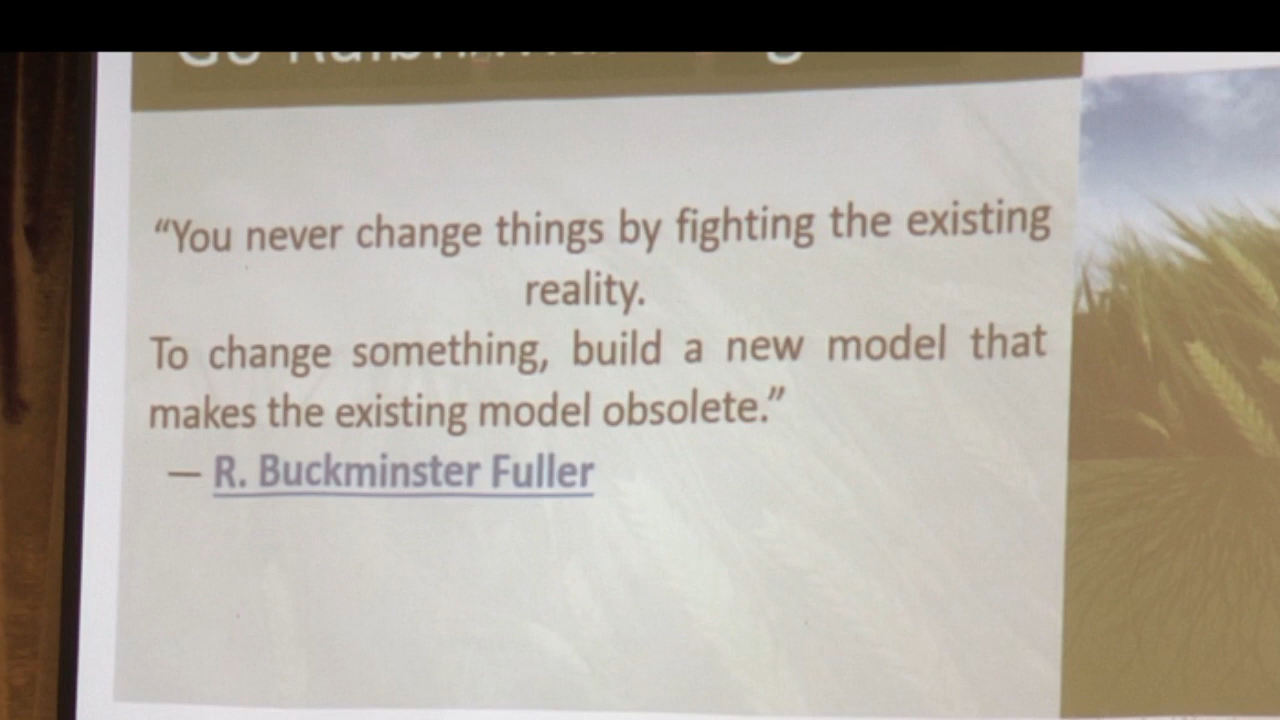 “You never change things by fighting the existing
reality.
To change something, build a new model that
makes the existing model obsolete.”
— R. Buckminster Fuller